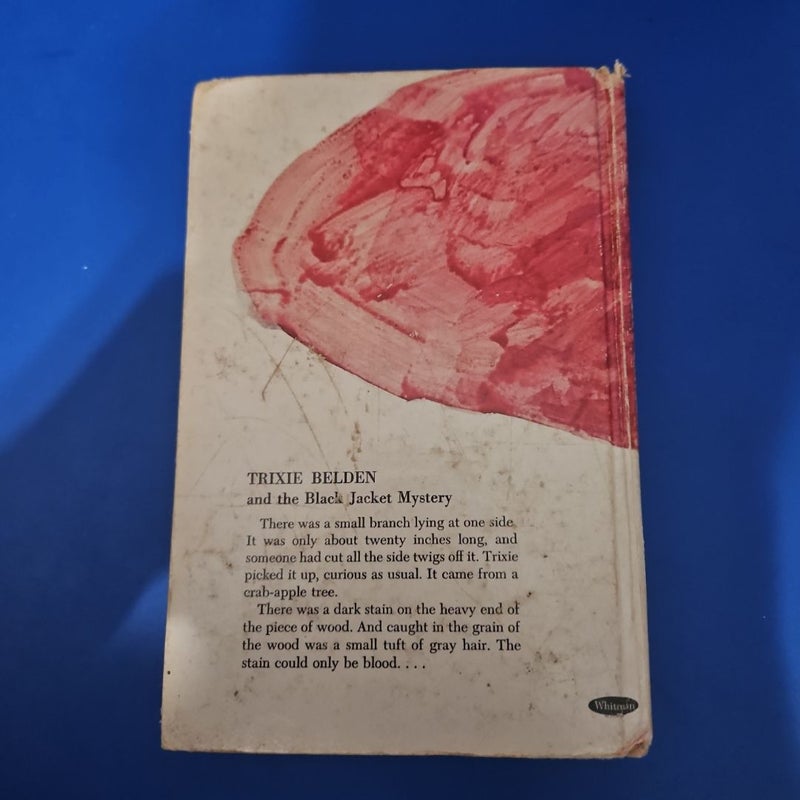 TRIXIE BELDEN
and the Black Jacket Mystery
There was a small branch lying at one side.
It was only about twenty inches long, and
someone had cut all the side twigs off it. Trixie
picked it up, curious as usual. It came from a
crab-apple tree.
There was a dark stain on the heavy end of
the piece of wood. And caught in the grain of
the wood was a small tuft of gray hair. The
stain could only be blood. . . .
Whitman